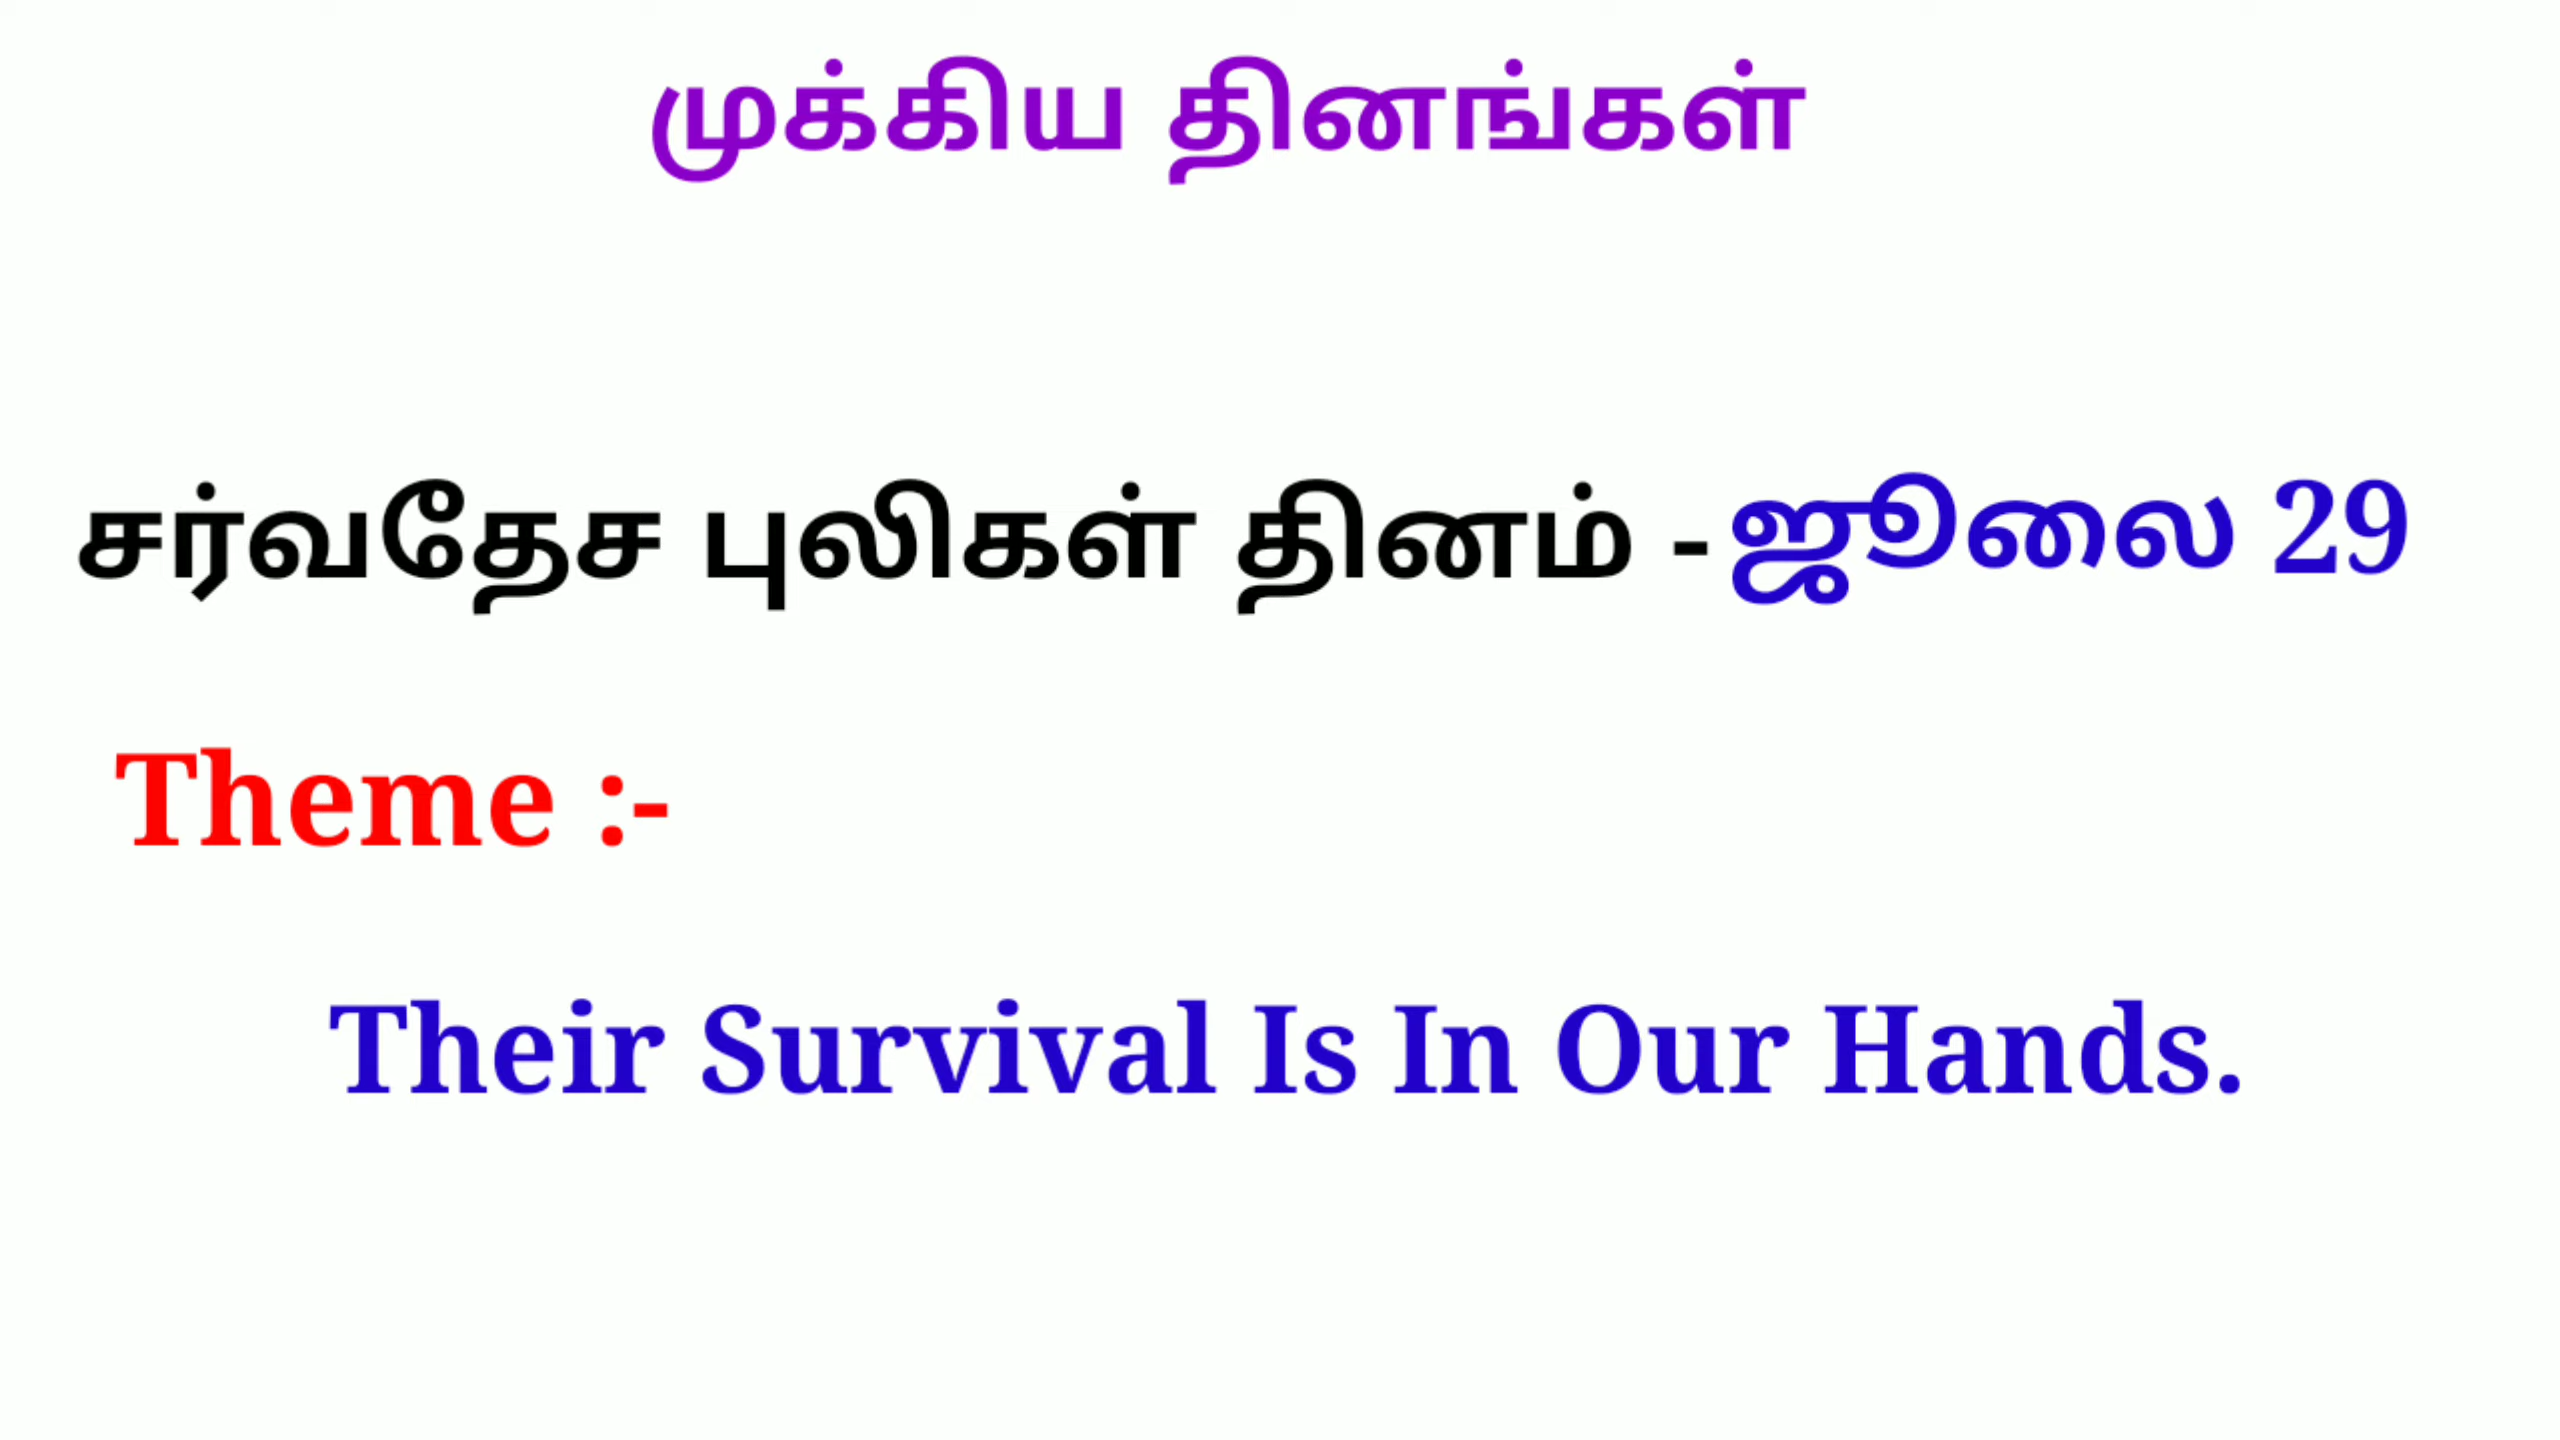 முக்கிய தினங்கள்
சர்வதேச புலிகள் தினம் -ஜூலை 29
Theme :-
Their Survival Is In Our Hands.